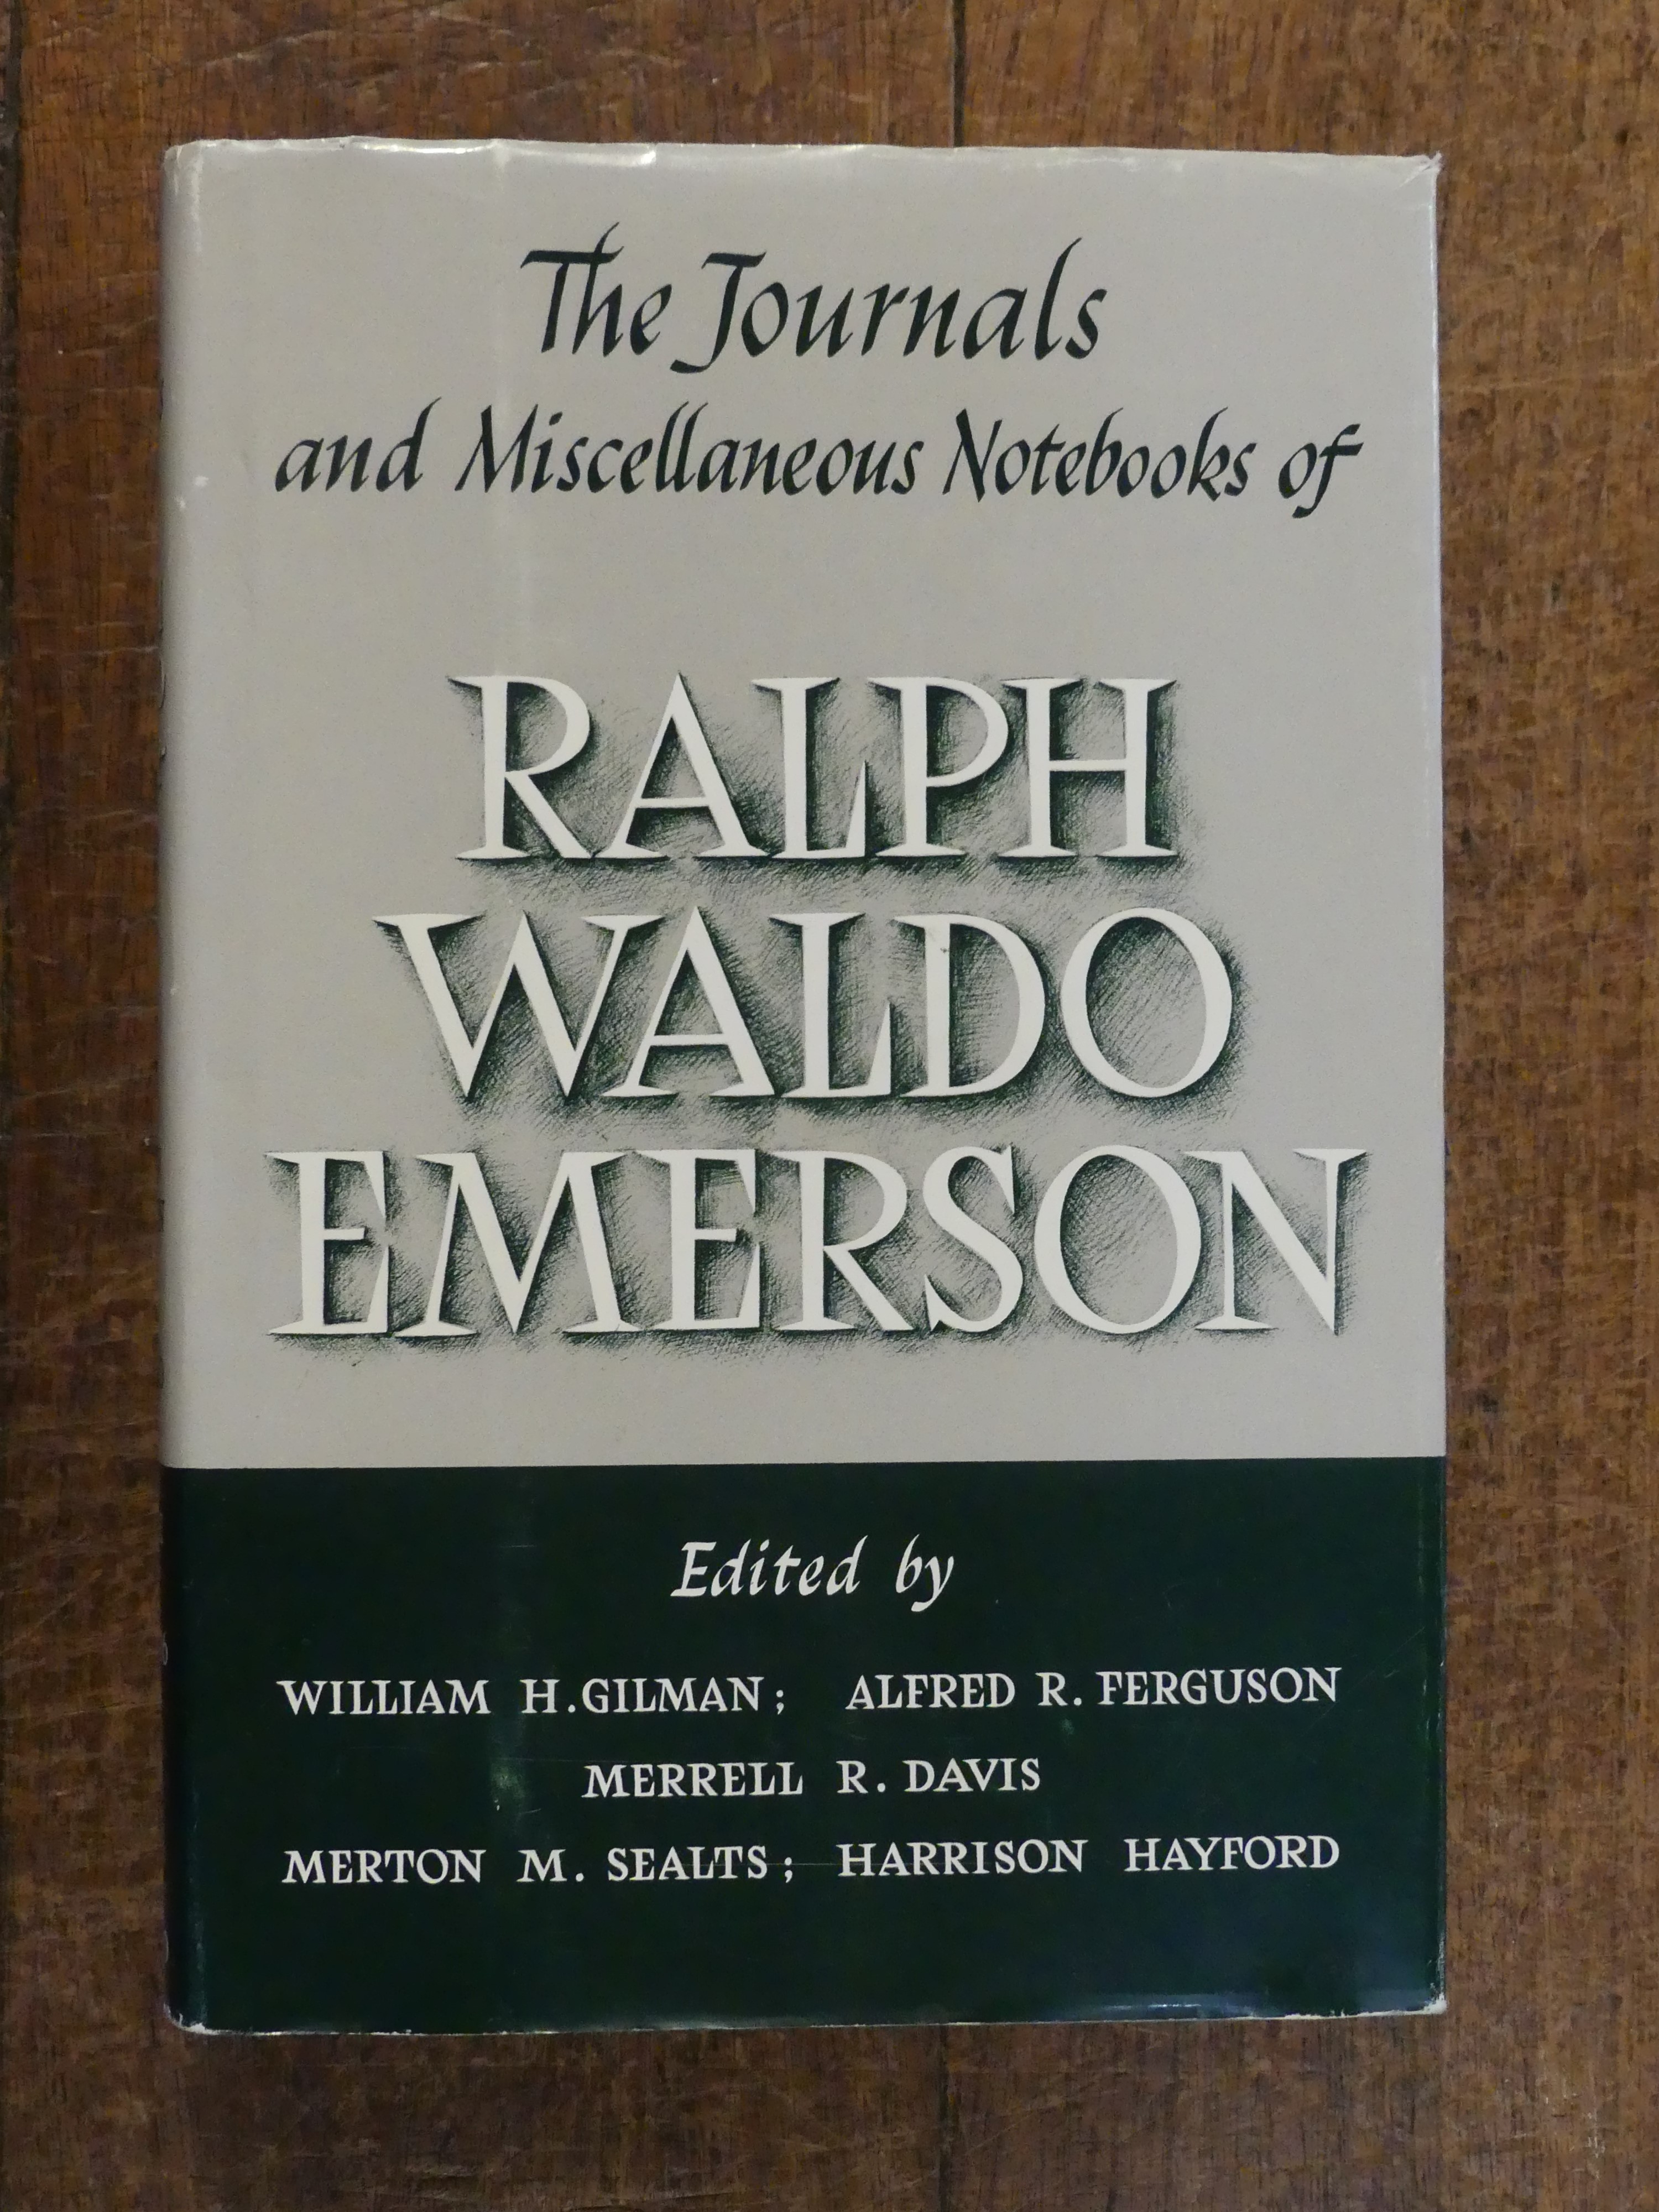 The Journals
and Miscellaneous Notebooks of
RALPH
WALDO
EMERSON
Edited by
WILLIAM H. GILMAN; ALFRED R. FERGUSON
MERRELL R. DAVIS
MERTON M. SEALTS; HARRISON HAYFORD